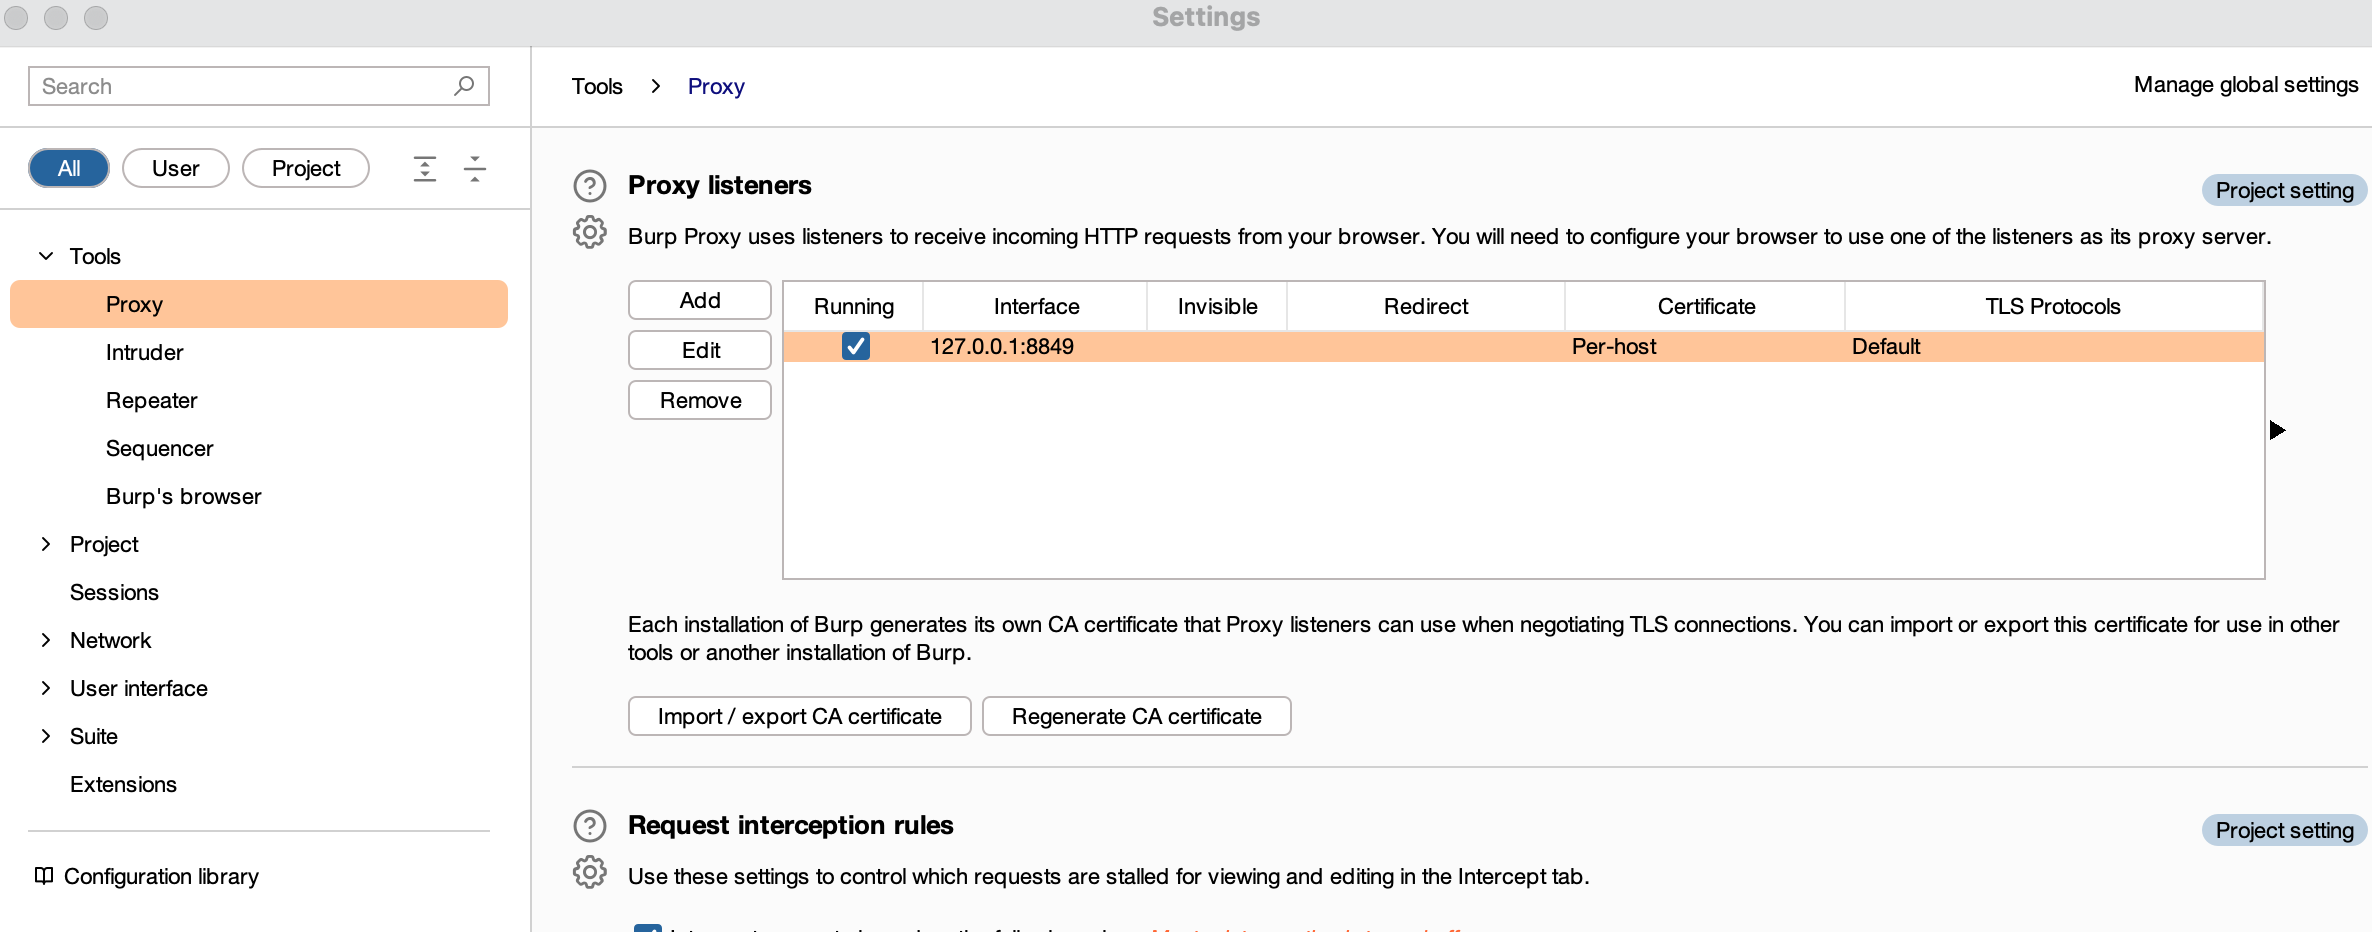 Settings
Search
Tools > Proxy
Manage global settings
All
User
Project
Tools
Proxy
Intruder
Repeater
Sequencer
Burp's browser
Project
Sessions
Network
User interface
Suite
Extensions
Configuration library
Proxy listeners
Project setting
Burp Proxy uses listeners to receive incoming HTTP requests from your browser. You will need to configure your browser to use one of the listeners as its proxy server.
Add
Edit
Remove
Running Interface Invisible Redirect Certificate TLS Protocols
127.0.0.1:8849 Per-host Default
Each installation of Burp generates its own CA certificate that Proxy listeners can use when negotiating TLS connections. You can import or export this certificate for use in other
tools or another installation of Burp.
Import / export CA certificate
Regenerate CA certificate
Request interception rules
Project setting
Use these settings to control which requests are stalled for viewing and editing in the Intercept tab.